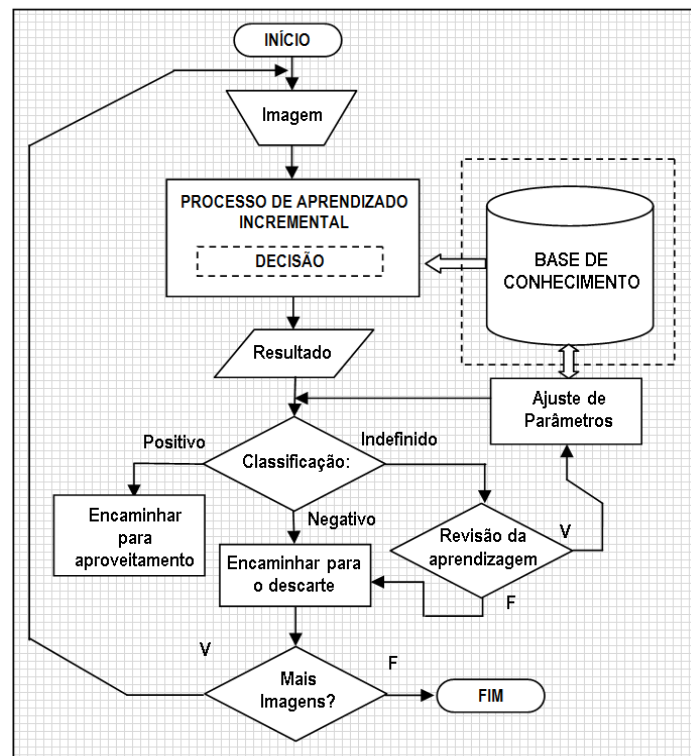 INÍCIO
Imagem
PROCESSO DE APRENDIZADO
INCREMENTAL
DECISÃO
BASE DE
CONHECIMENTO
Resultado
Ajuste de
Parâmetros
Positivo
Indefinido
Classificação:
Encaminhar
para
aproveitamento
Negativo
Revisão da
aprendizagem
V
Encaminhar para
o descarte
F
V
Mais
Imagens?
F
FIM